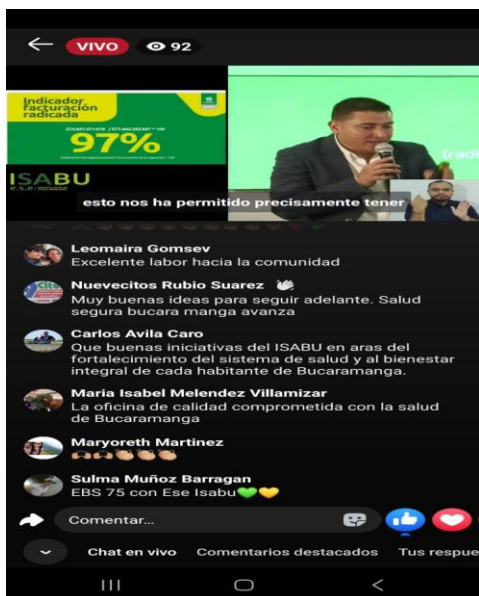 VIVO 92
Indicador
facturación
radicada
97%
ISABU
e.s.e.
esto nos ha permitido precisamente tener
Leomaira Gomsev
Excelente labor hacia la comunidad
Nuevecitos Rubio Suarez 🕊
Muy buenas ideas para seguir adelante. Salud
segura bucara manga avanza
Carlos Avila Caro
Que buenas iniciativas del ISABU en aras del
fortalecimiento del sistema de salud y al bienestar
integral de cada habitante de Bucaramanga.
Maria Isabel Melendez Villamizar
La oficina de calidad comprometida con la salud
de Bucaramanga
Maryoreth Martinez
🙌🏼🙌🏼👏🏼👏🏼👏🏼
Sulma Muñoz Barragan
EBS 75 con Ese Isabu💚💛
Comentar...
Chat en vivo Comentarios destacados Tus respue